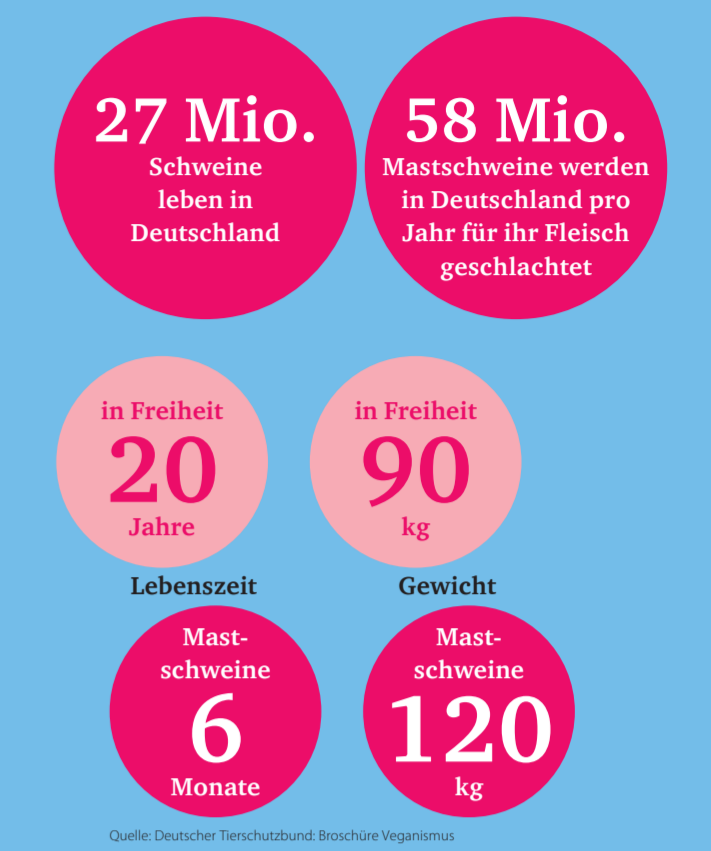 27 Mio.
Schweine
leben in
Deutschland
58 Mio.
Mastschweine werden
in Deutschland pro
Jahr für ihr Fleisch
geschlachtet
in Freiheit
20
Jahre
in Freiheit
90
kg
Lebenszeit
Gewicht
Mast-
schweine
6
Monate
Mast-
schweine
120
kg
Quelle: Deutscher Tierschutzbund: Broschüre Veganismus